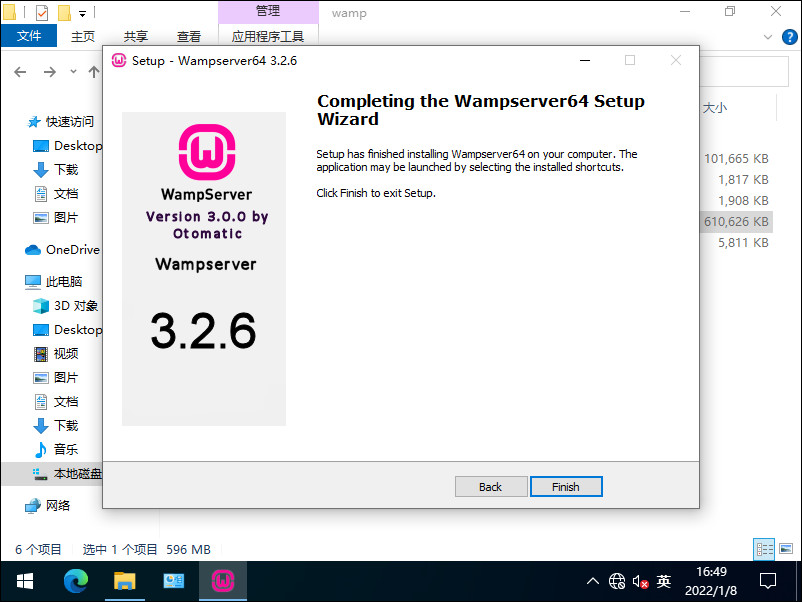 管理
wamp
文件
主页
共享
查看
应用程序工具
Setup - Wampserver64 3.2.6
大小
快速访问
Desktop
下载
文档
图片
OneDrive
此电脑
3D 对象
Desktop
视频
图片
文档
下载
音乐
本地磁盘
网络
WampServer
Version 3.0.0 by
Otomatic
Wampserver
3.2.6
Completing the Wampserver64 Setup
Wizard
Setup has finished installing Wampserver64 on your computer. The
application may be launched by selecting the installed shortcuts.
Click Finish to exit Setup.
101,665 KB
1,817 KB
1,908 KB
610,626 KB
5,811 KB
Back
Finish
6 个项目
选中 1 个项目 596 MB
英
16:49
2022/1/8